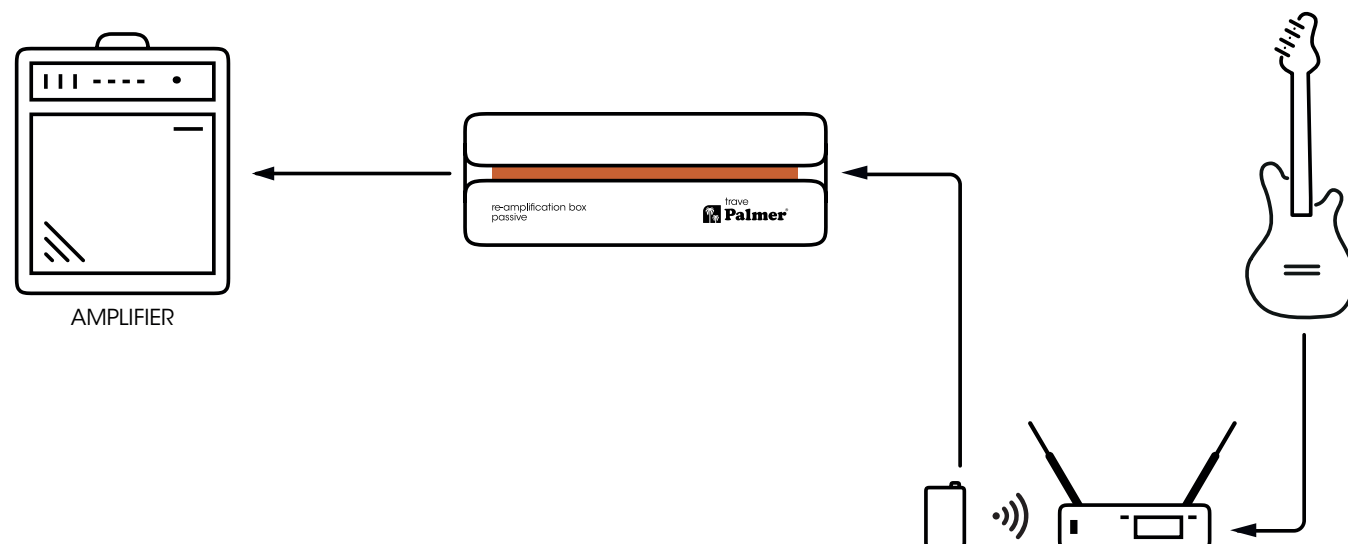 re-amplification box
passive
trave
Palmer®
AMPLIFIER